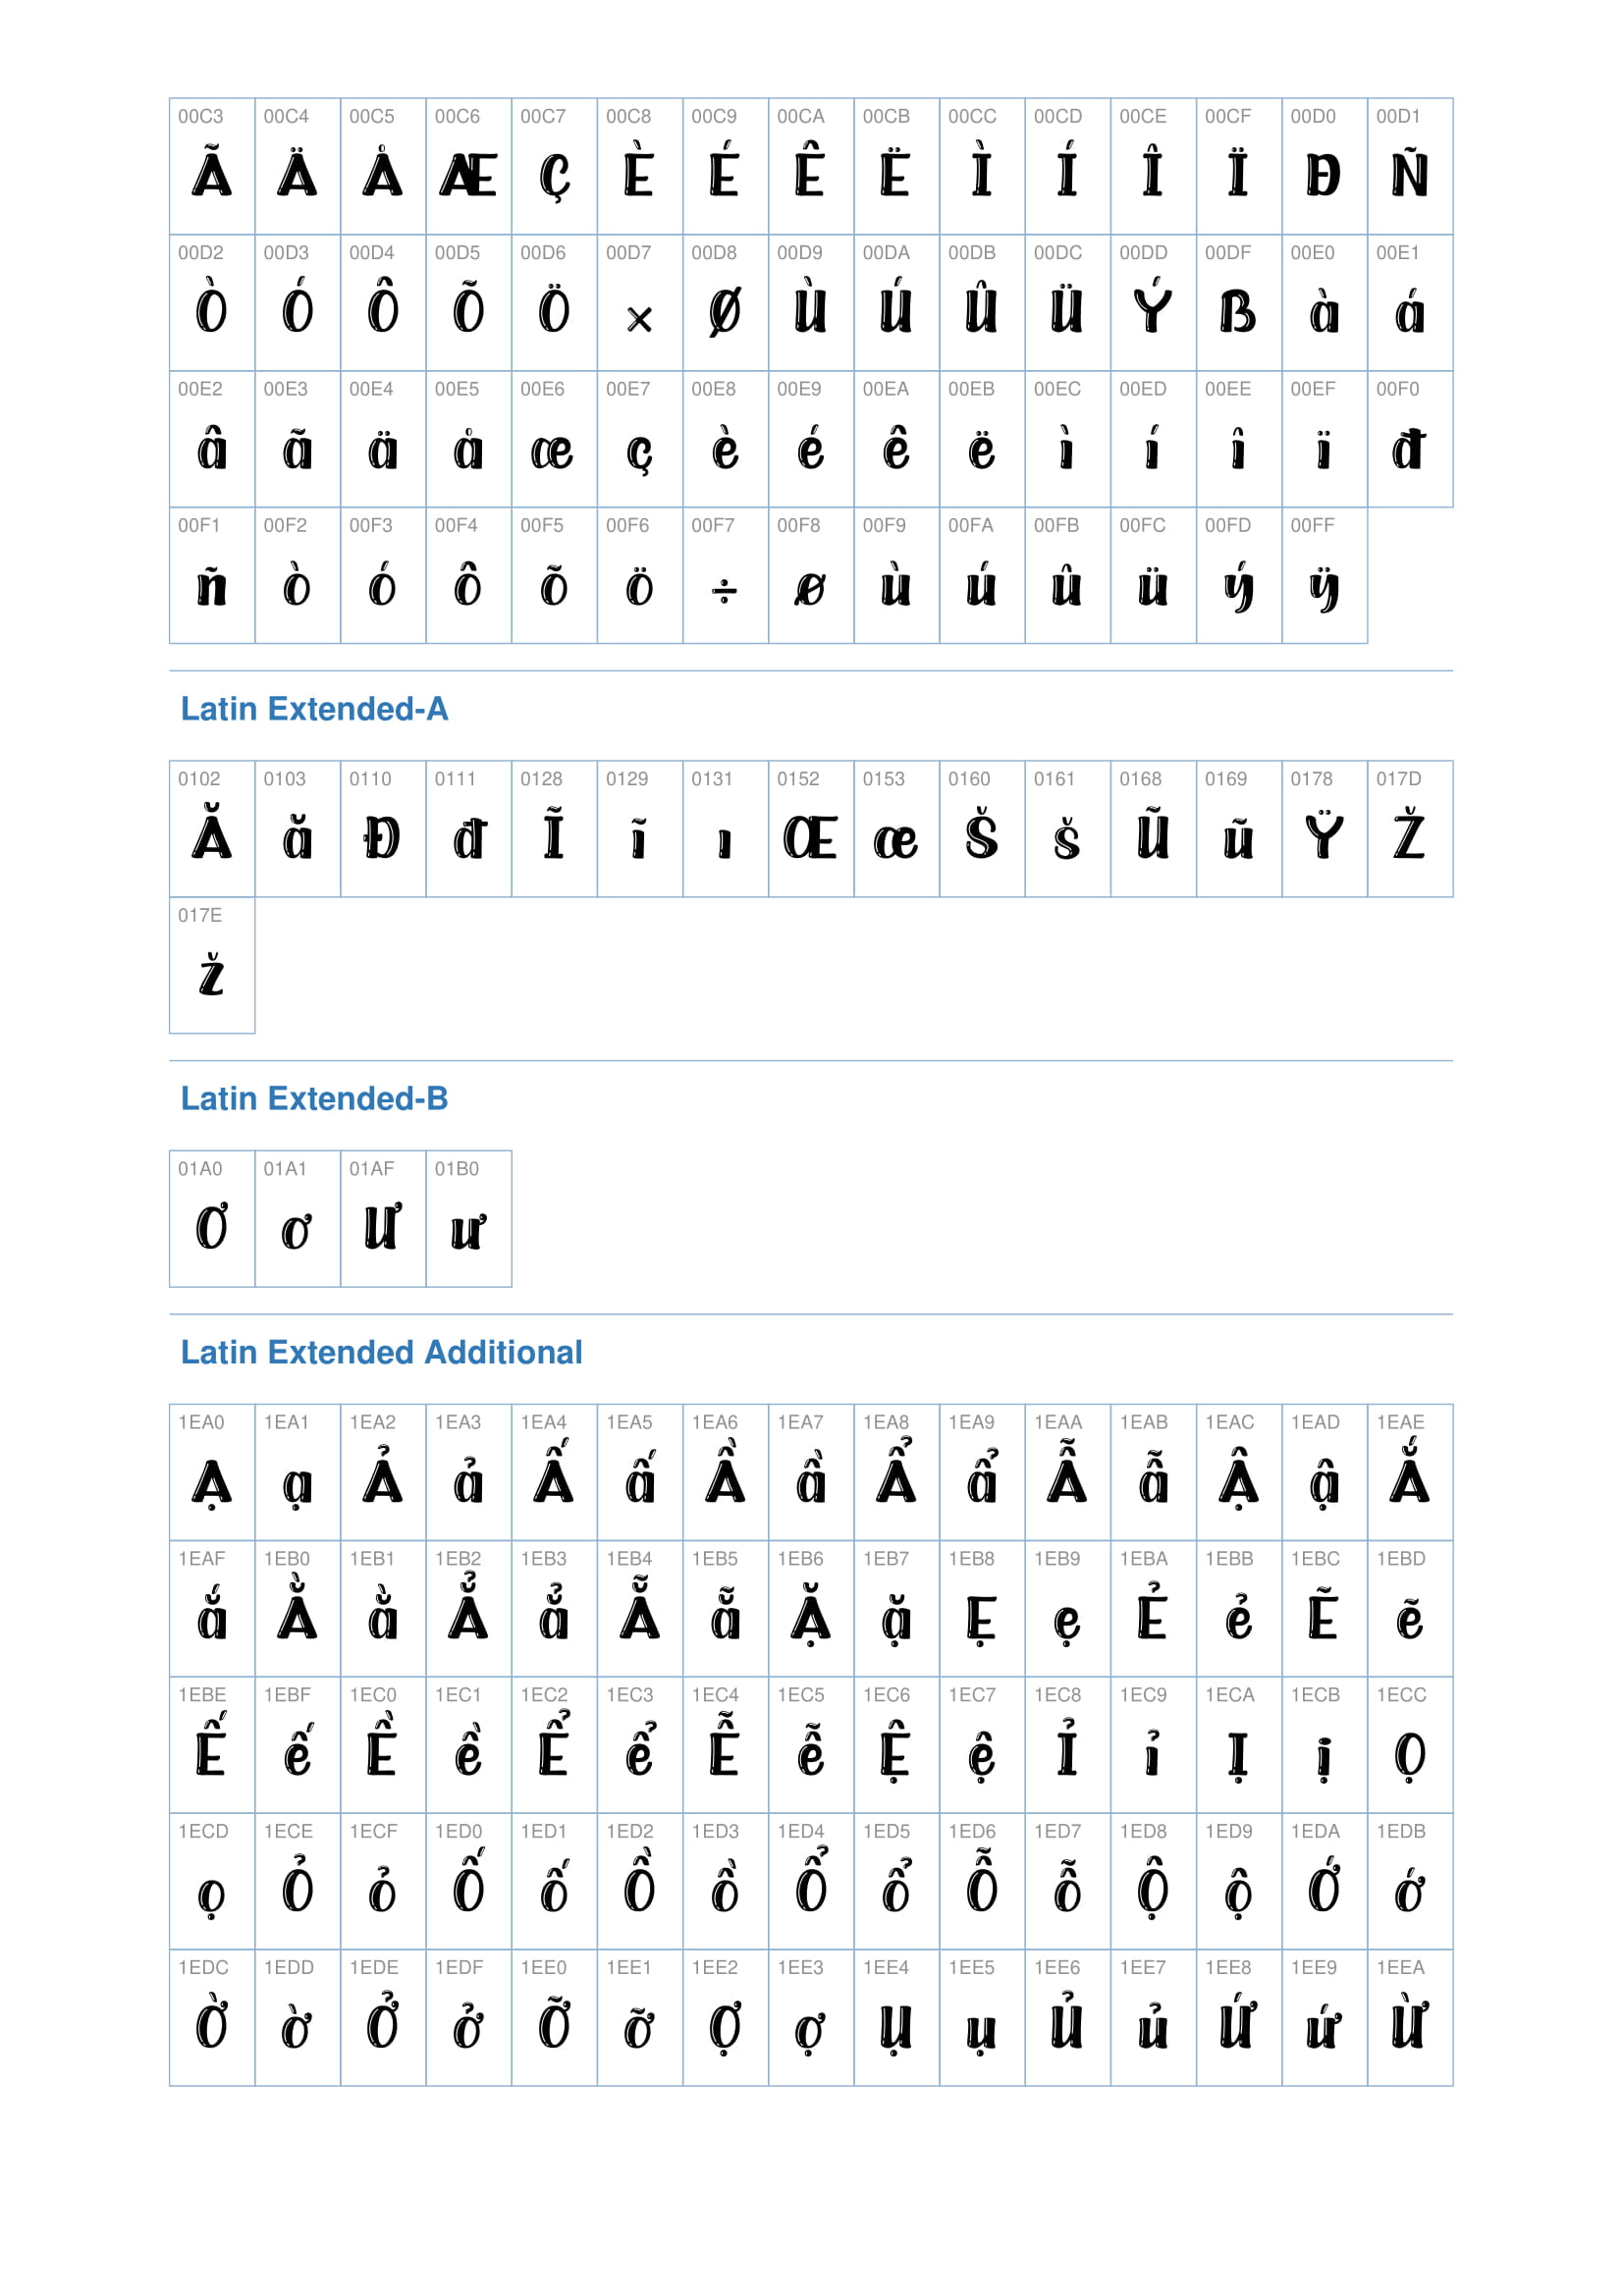 00C3 00C4 00C5 00C6 00C7 00C8 00C9 00CA 00CB 00CC 00CD 00CE 00CF 00D0 00D1
Ã Ä Å Æ Ç È É Ê Ë Ì Í Î Ï Ð Ñ
00D2 00D3 00D4 00D5 00D6 00D7 00D8 00D9 00DA 00DB 00DC 00DD 00DF 00E0 00E1
Ò Ó Ô Õ Ö × Ø Ù Ú Û Ü Ý ß à á
00E2 00E3 00E4 00E5 00E6 00E7 00E8 00E9 00EA 00EB 00EC 00ED 00EE 00EF 00F0
â ã ä å æ ç è é ê ë ì í î ï đ
00F1 00F2 00F3 00F4 00F5 00F6 00F7 00F8 00F9 00FA 00FB 00FC 00FD 00FF
ñ ò ó ô õ ö ÷ ø ù ú û ü ý ÿ
Latin Extended-A
0102 0103 0110 0111 0128 0129 0131 0152 0153 0160 0161 0168 0169 0178 017D
Ă ă Đ đ Ĩ ĩ ı Œ œ Š š Ũ ũ Ÿ Ž
017E
ž
Latin Extended-B
01A0 01A1 01AF 01B0
Ơ ơ Ư ư
Latin Extended Additional
1EA0 1EA1 1EA2 1EA3 1EA4 1EA5 1EA6 1EA7 1EA8 1EA9 1EAA 1EAB 1EAC 1EAD 1EAE
Ạ ạ Ả ả Ấ ấ Ầ ầ Ẩ ẩ Ẫ ẫ Ậ ậ Ắ
1EAF 1EB0 1EB1 1EB2 1EB3 1EB4 1EB5 1EB6 1EB7 1EB8 1EB9 1EBA 1EBB 1EBC 1EBD
ắ Ằ ằ Ẳ ẳ Ẵ ẵ Ặ ặ Ẹ ẹ Ẻ ẻ Ẽ ẽ
1EBE 1EBF 1EC0 1EC1 1EC2 1EC3 1EC4 1EC5 1EC6 1EC7 1EC8 1EC9 1ECA 1ECB 1ECC
Ế ế Ề ề Ể ể Ễ ễ Ệ ệ Ỉ ỉ Ị ị Ọ
1ECD 1ECE 1ECF 1ED0 1ED1 1ED2 1ED3 1ED4 1ED5 1ED6 1ED7 1ED8 1ED9 1EDA 1EDB
ọ Ỏ ỏ Ố ố Ồ ồ Ổ ổ Ỗ ỗ Ộ ộ Ớ ớ
1EDC 1EDD 1EDE 1EDF 1EE0 1EE1 1EE2 1EE3 1EE4 1EE5 1EE6 1EE7 1EE8 1EE9 1EEA
Ờ ờ Ở ở Ỡ ỡ Ợ ợ Ụ ụ Ủ ủ Ứ ứ Ừ